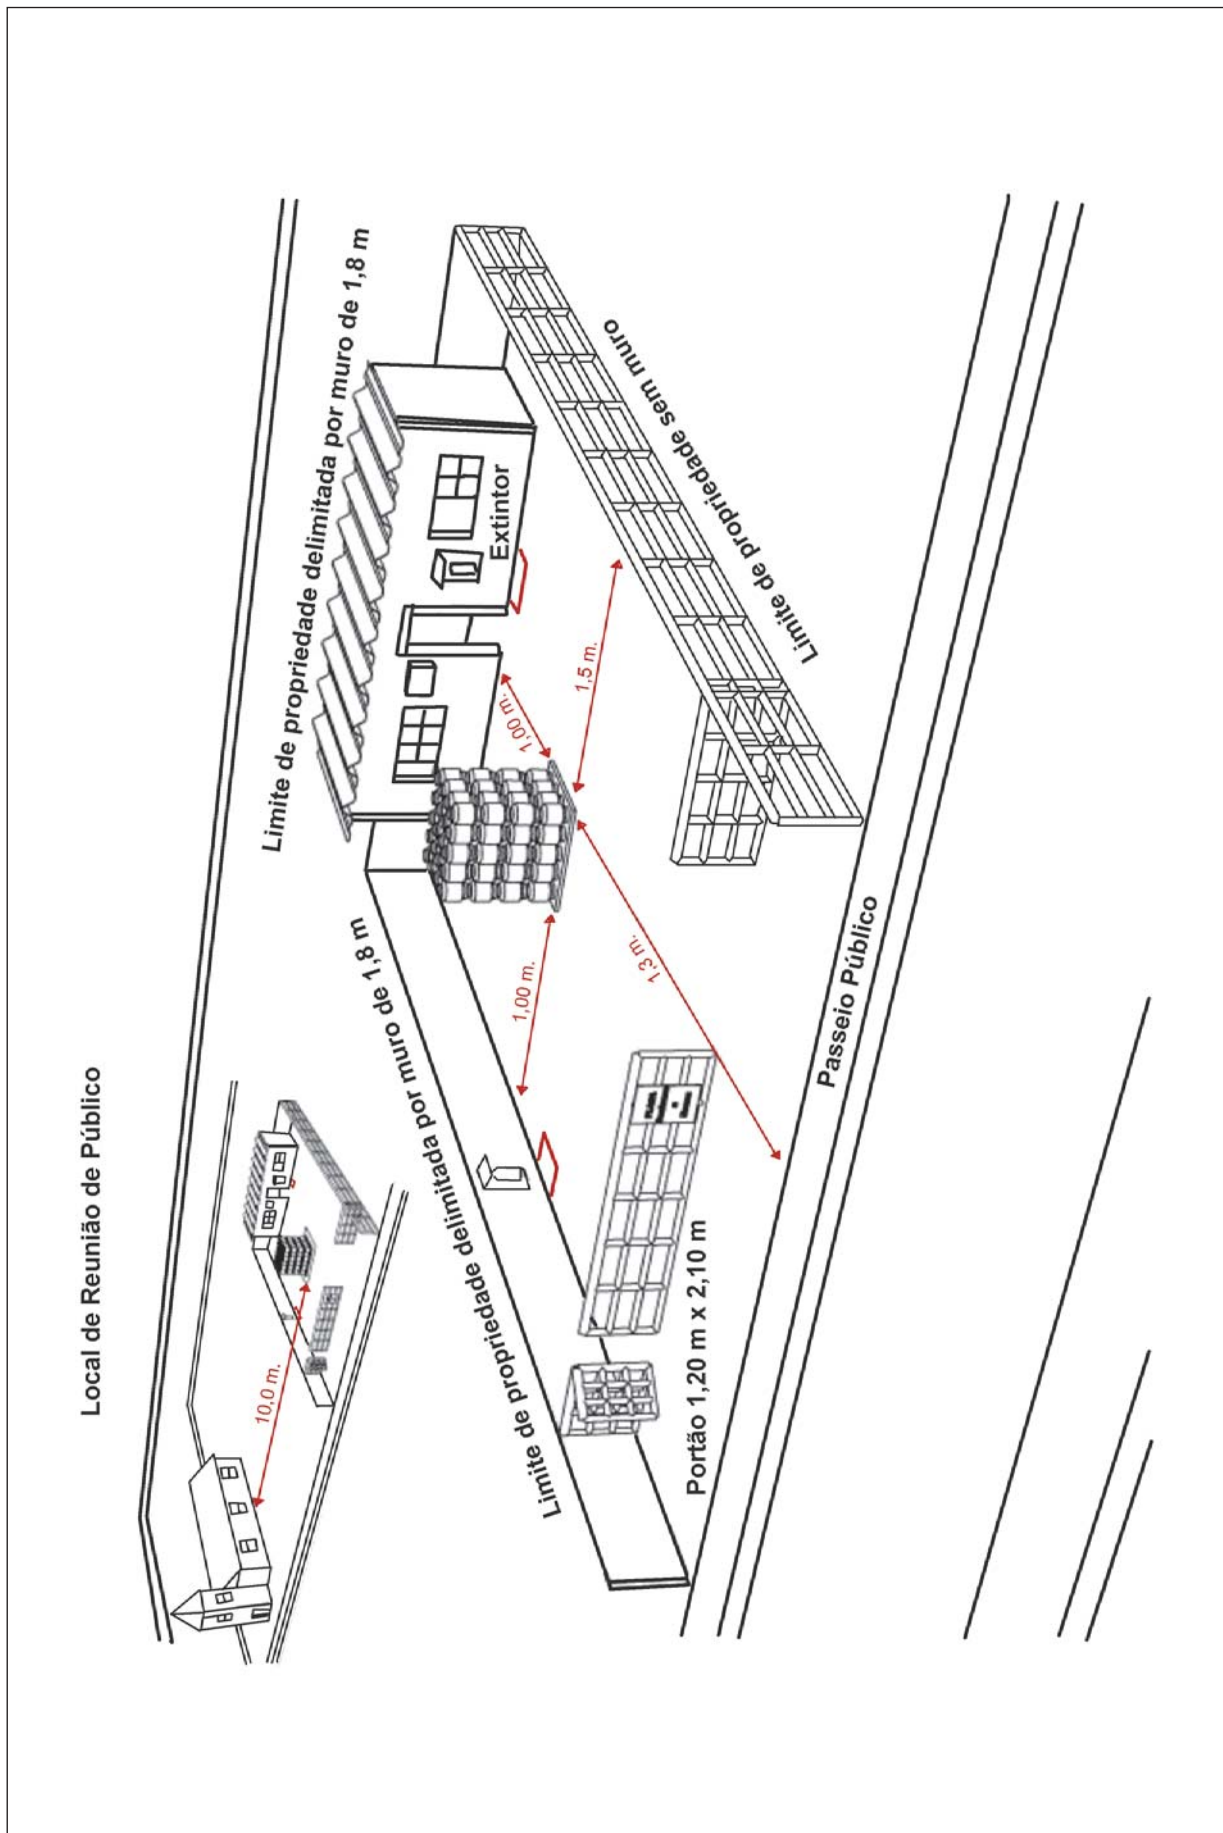 Local de Reunião de Público
10,0 m.
Limite de propriedade delimitada por muro de 1,8 m
Limite de propriedade delimitada por muro de 1,8 m
Extintor
1,00 m.
1,00 m.
1,5 m.
1,3 m.
Limite de propriedade sem muro
Portão 1,20 m x 2,10 m
Passeio Público